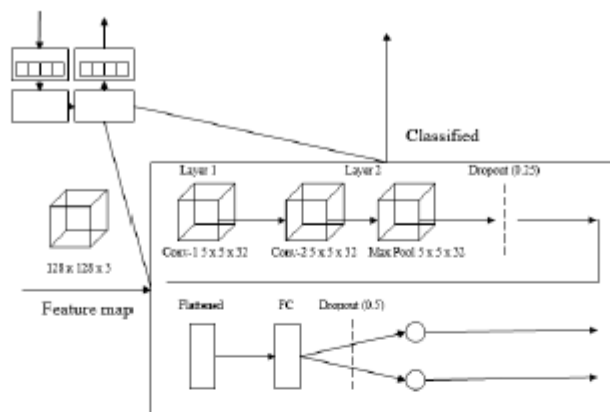 Classified
Layer 1
Layer 2
Dropout (0.25)
Conv-1 5 x 5 x 32
Conv-2 5 x 5 x 32
Max Pool 5 x 5 x 32
128 x 128 x 3
Feature map
Flattened
FC
Dropout (0.5)